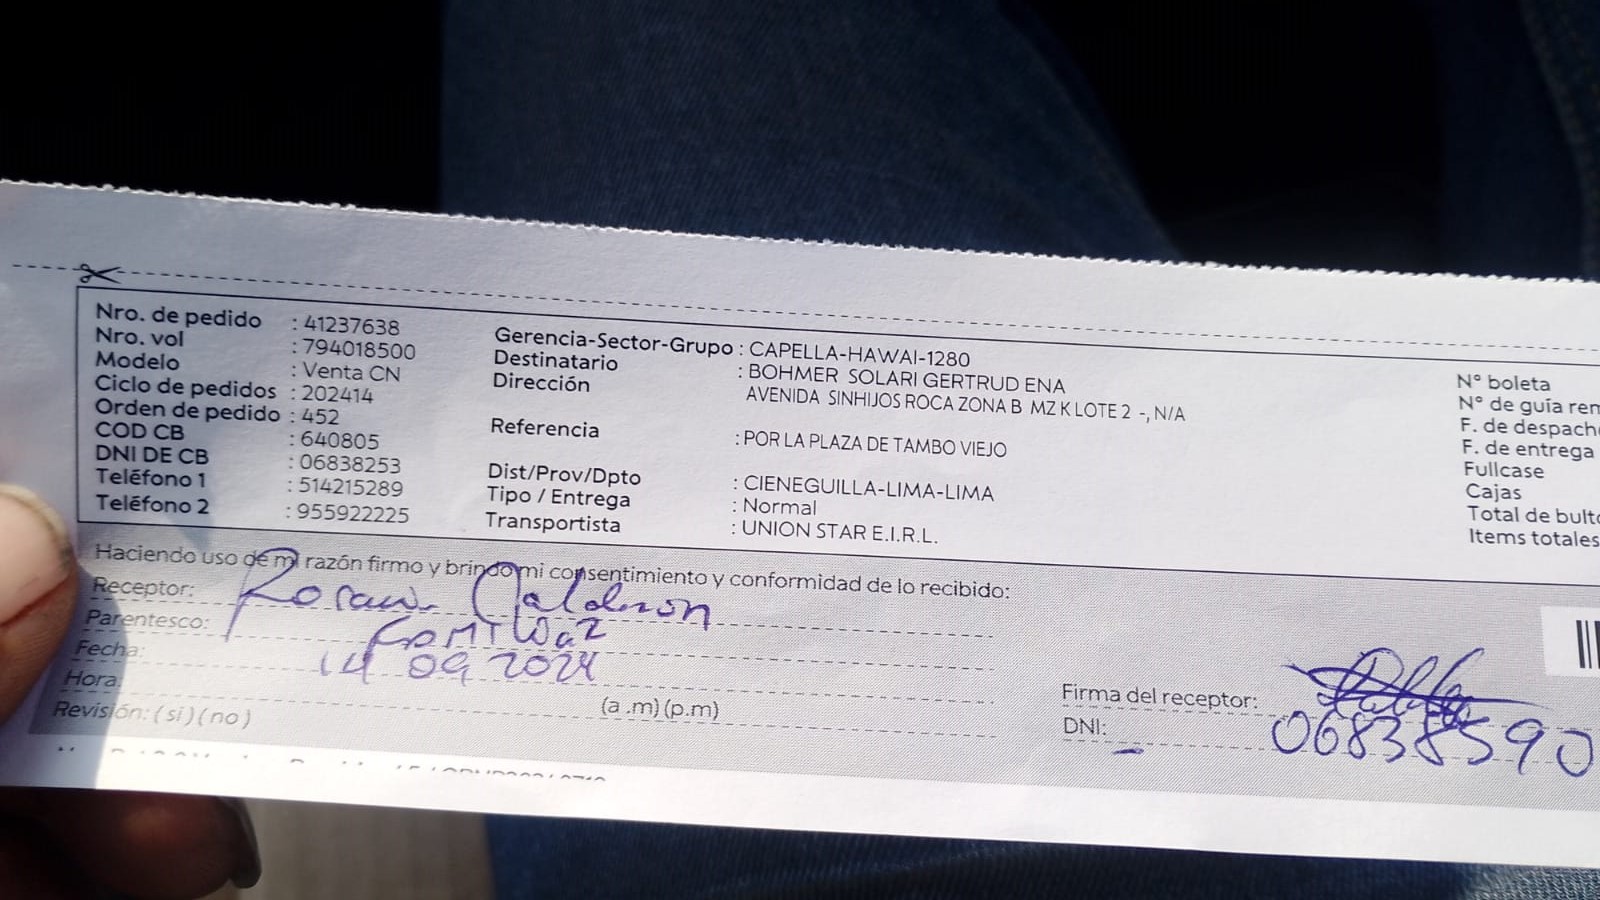 Nro. de pedido : 41237638
Nro. vol : 794018500
Modelo : Venta CN
Ciclo de pedidos : 202414
Orden de pedido : 452
COD CB : 640805
DNI DE CB : 06838253
Teléfono 1 : 514215289
Teléfono 2 : 955922225
Gerencia-Sector-Grupo : CAPELLA-HAWAI-1280
Destinatario : BOHMER SOLARI GERTRUD ENA
Dirección AVENIDA SINHIJOS ROCA ZONA B MZ K LOTE 2 -, N/A
Referencia : POR LA PLAZA DE TAMBO VIEJO
Dist/Prov/Dpto : CIENEGUILLA-LIMA-LIMA
Tipo / Entrega : Normal
Transportista : UNION STAR E.I.R.L.
N° boleta
N° de guía rem
F. de despach
F. de entrega
Fullcase
Cajas
Total de bulto
Items totales
Haciendo uso de mi razón firmo y brindo mi consentimiento y conformidad de lo recibido:
Receptor: Calderon
Parentesco:
Fecha: 14 09 2024
Hora: (a .m) (p.m)
Revisión: ( si ) ( no )
Firma del receptor:
DNI: 06838590